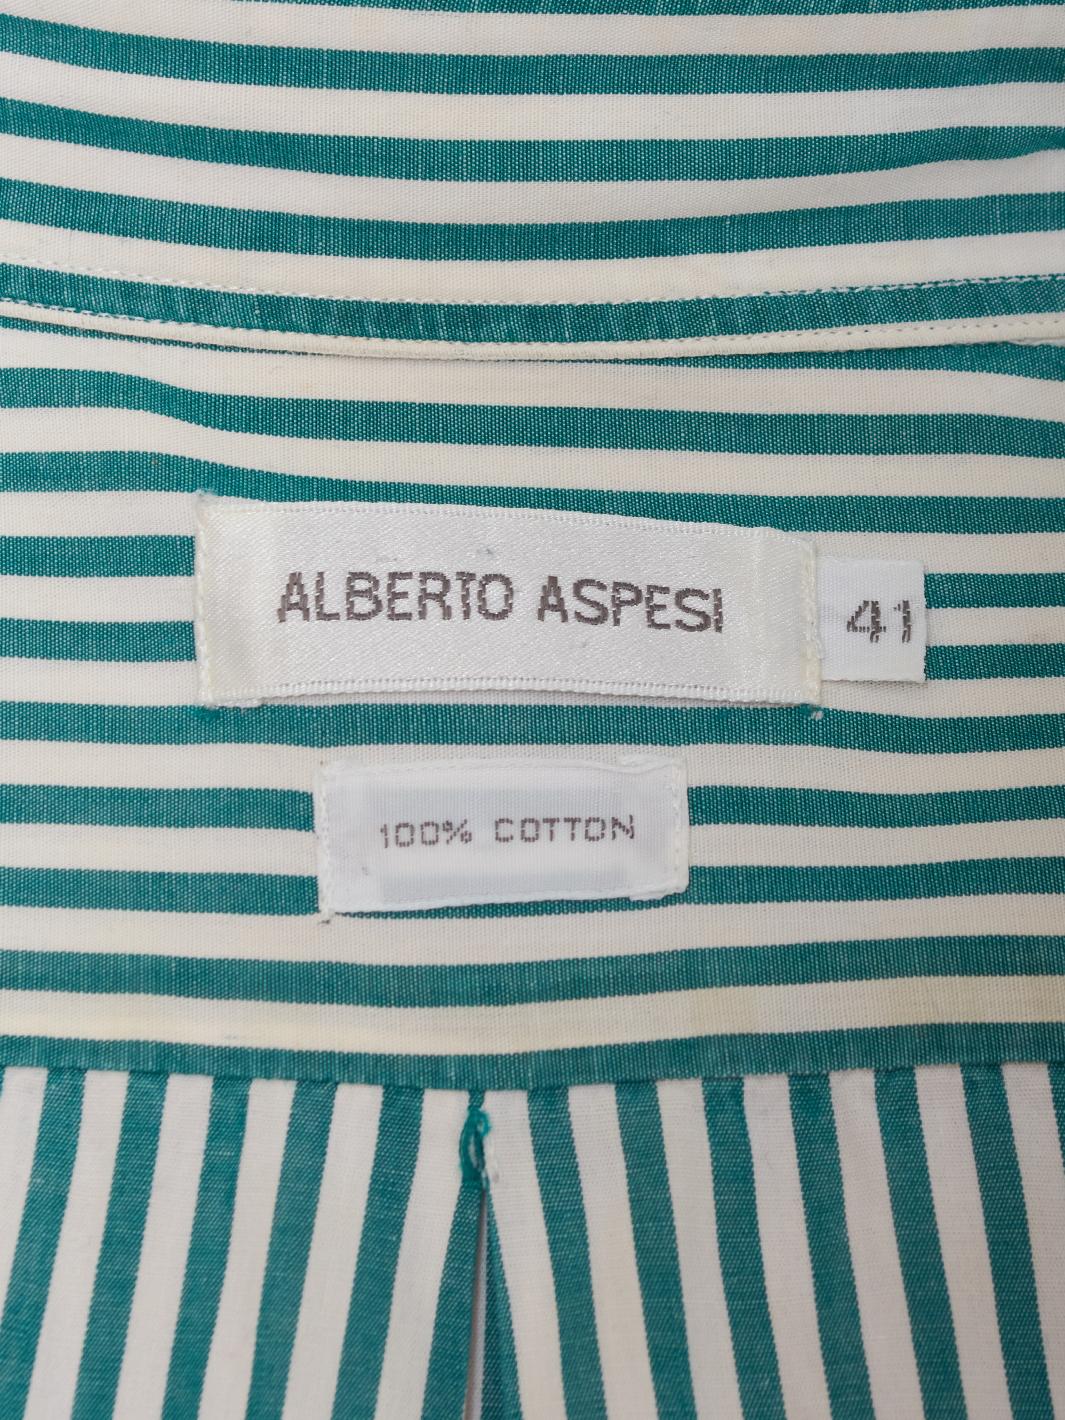 ALBERTO ASPESI
41
100% COTTON